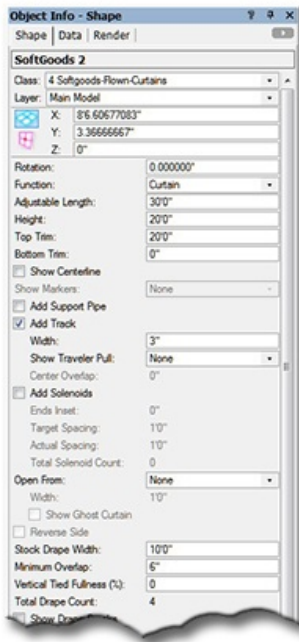 Object Info - Shape
Shape Data Render
SoftGoods 2
Class: 4 Softgoods-Flown-Curtains
Layer: Main Model
X: 8'6.60677083"
Y: 3.36666667"
Z: 0"
Rotation: 0.000000°
Function: Curtain
Adjustable Length: 30'0"
Height: 20'0"
Top Trim: 20'0"
Bottom Trim: 0"
Show Centerline
Show Markers: None
Add Support Pipe
Add Track
Width: 3"
Show Traveler Pull: None
Center Overlap: 0"
Add Solenoids
Ends Inset: 0"
Target Spacing: 1'0"
Actual Spacing: 1'0"
Total Solenoid Count: 0
Open From: None
Width: 1'0"
Show Ghost Curtain
Reverse Side
Stock Drape Width: 10'0"
Minimum Overlap: 6"
Vertical Tied Fullness (%): 0
Total Drape Count: 4
Show Drape